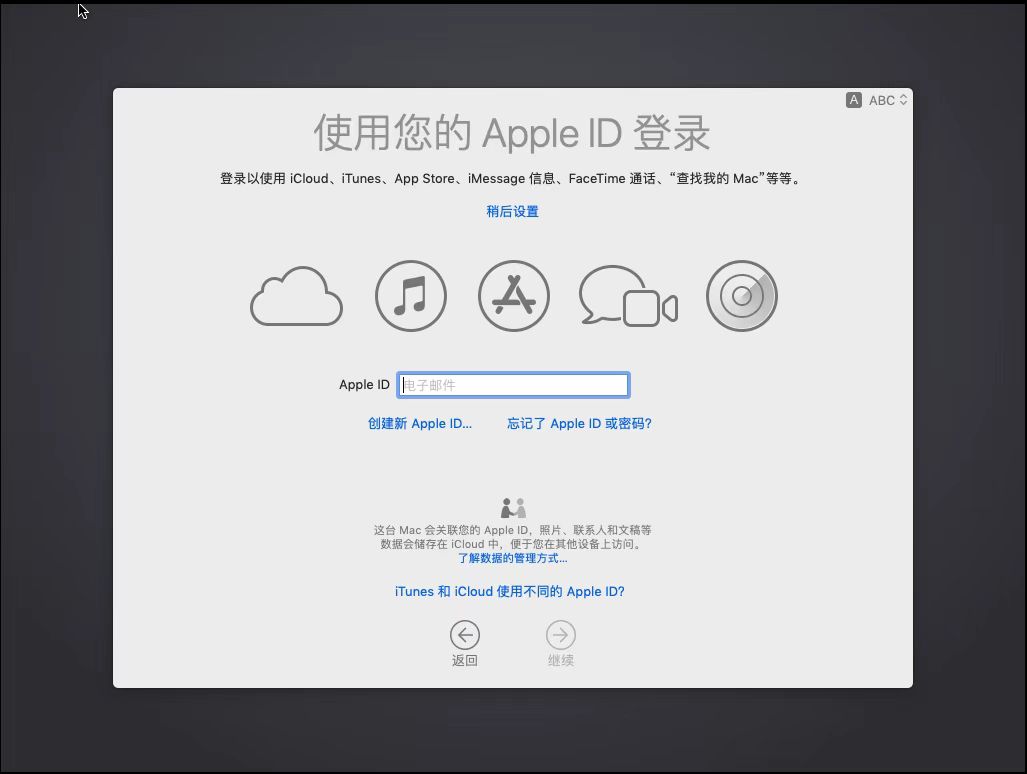 A ABC
使用您的 Apple ID 登录
登录以使用 iCloud、iTunes、App Store、iMessage 信息、FaceTime 通话、“查找我的 Mac”等等。
稍后设置
Apple ID 电子邮件
创建新 Apple ID... 忘记了 Apple ID 或密码?
这台 Mac 会关联您的 Apple ID，照片、联系人和文稿等
数据会储存在 iCloud 中，便于您在其他设备上访问。
了解数据的管理方式...
iTunes 和 iCloud 使用不同的 Apple ID?
返回 继续